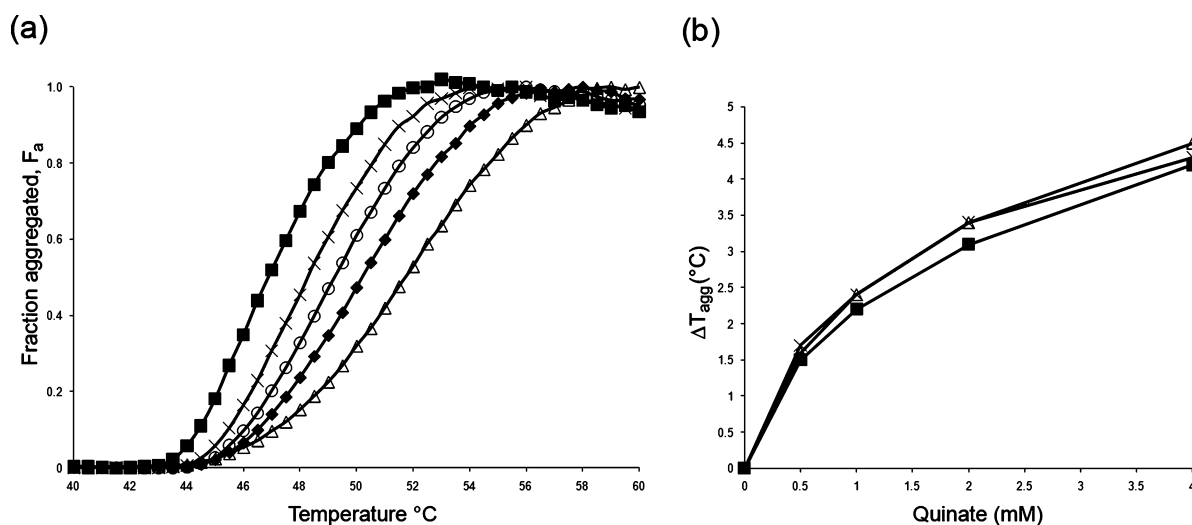 (a)
Fraction aggregated, Fa
1.0
0.8
0.6
0.4
0.2
0
40 42 44 46 48 50 52 54 56 58 60
Temperature °C
(b)
ΔTagg(°C)
5
4.5
4
3.5
3
2.5
2
1.5
1
0.5
0
0 0.5 1 1.5 2 2.5 3 3.5 4
Quinate (mM)